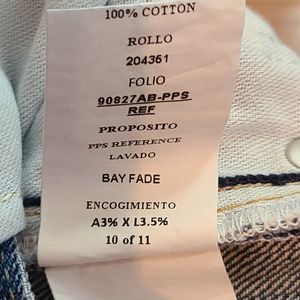 100% COTTON
ROLLO
204351
FOLIO
90827AB-PPS
REF
PROPOSITO
PPS REFERENCE
LAVADO
BAY FADE
ENCOGIMIENTO
A3% X L3.5%
10 of 11